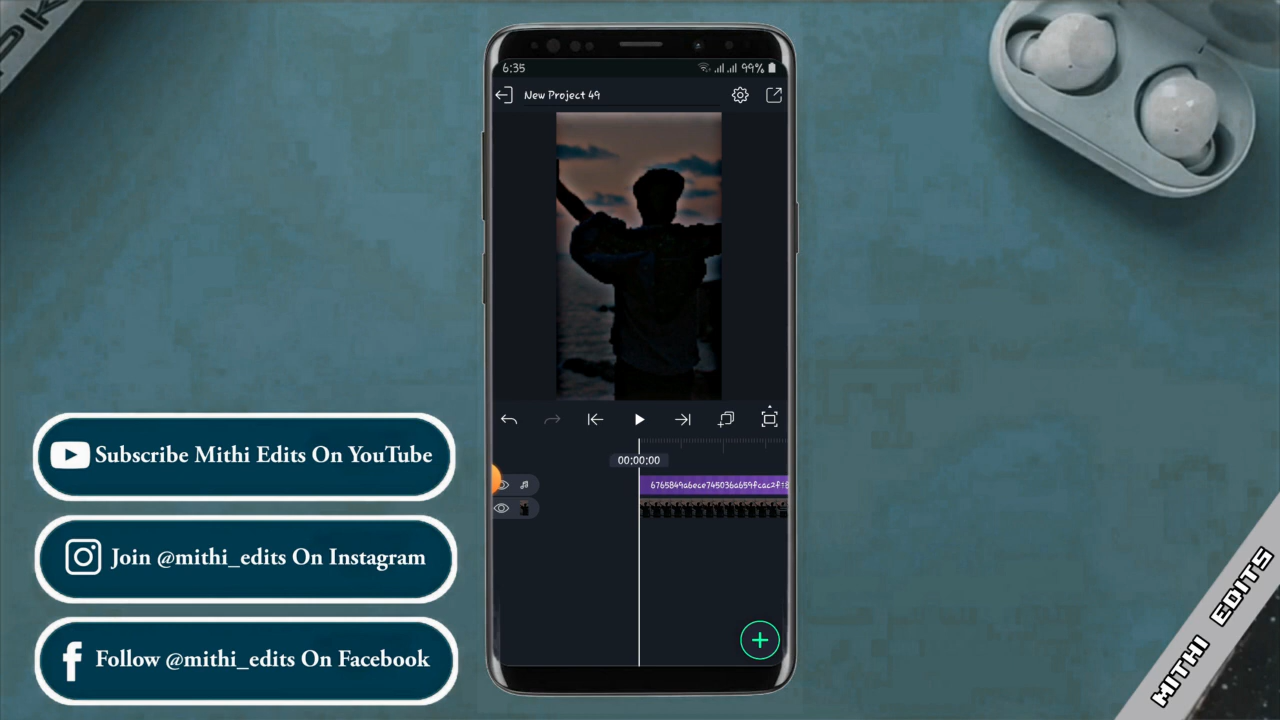 6:35
99%
New Project 49
00:00:00
Subscribe Mithi Edits On YouTube
Join @mithi_edits On Instagram
Follow @mithi_edits On Facebook
MITHI EDITS